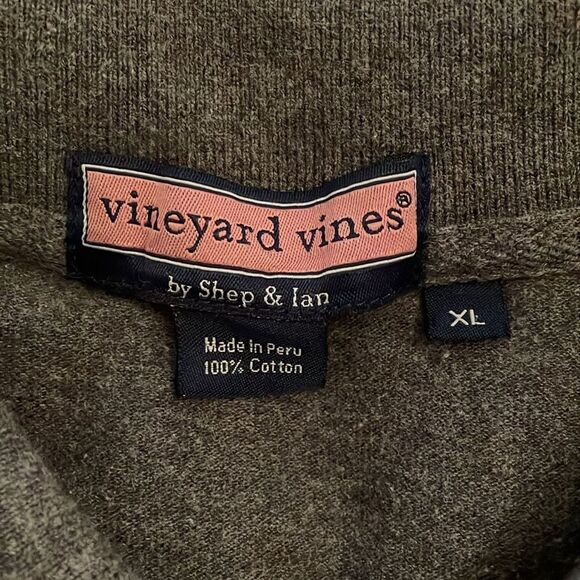 vineyard vines®
by Shep & Ian
XL
Made in Peru
100% Cotton